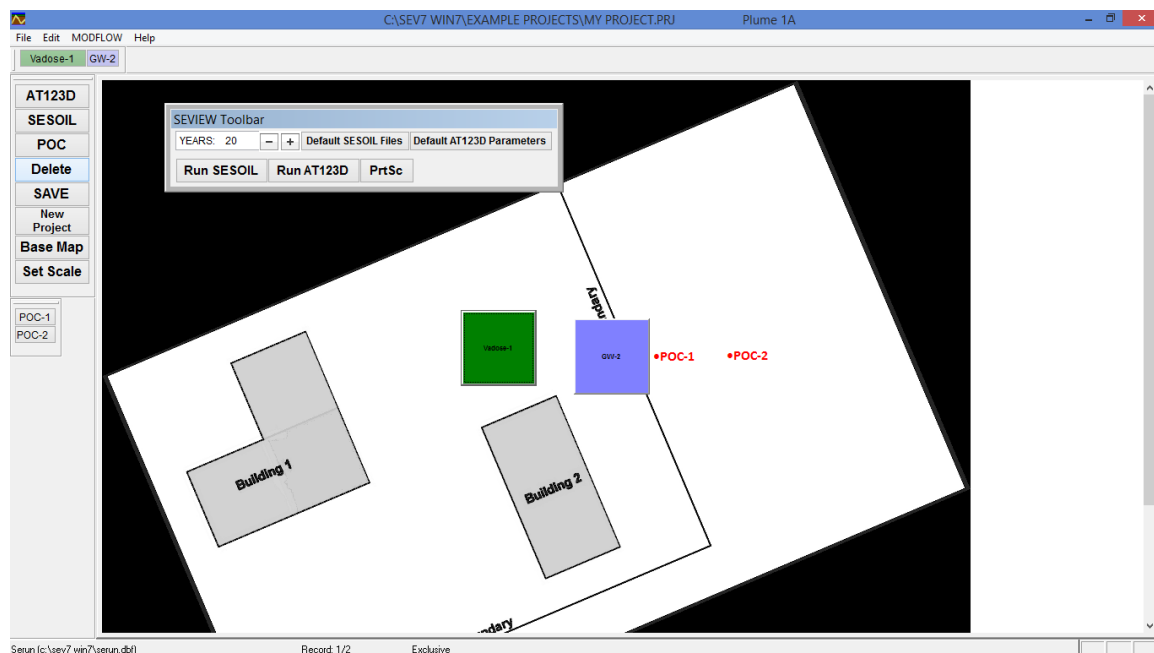 C:\SEV7 WIN7\EXAMPLE PROJECTS\MY PROJECT.PRJ Plume 1A
File Edit MODFLOW Help
Vadose-1 GW-2
AT123D
SESOIL
POC
Delete
SAVE
New
Project
Base Map
Set Scale
POC-1
POC-2
SEVIEW Toolbar
YEARS: 20 − + Default SESOIL Files Default AT123D Parameters
Run SESOIL Run AT123D PrtSc
ndary
Vadose-1
GW-2
•POC-1 •POC-2
Building 1
Building 2
ndary
Serun (c:\sev7 win7\serun.dbf) Record: 1/2 Exclusive